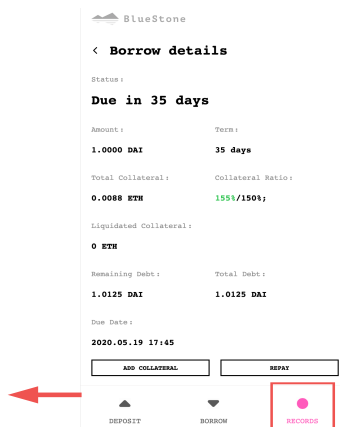 BlueStone
< Borrow details
Status:
Due in 35 days
Amount: Term:
1.0000 DAI 35 days
Total Collateral: Collateral Ratio:
0.0088 ETH 155%/150%;
Liquidated Collateral:
0 ETH
Remaining Debt: Total Debt:
1.0125 DAI 1.0125 DAI
Due Date:
2020.05.19 17:45
ADD COLLATERAL REPAY
DEPOSIT BORROW RECORDS